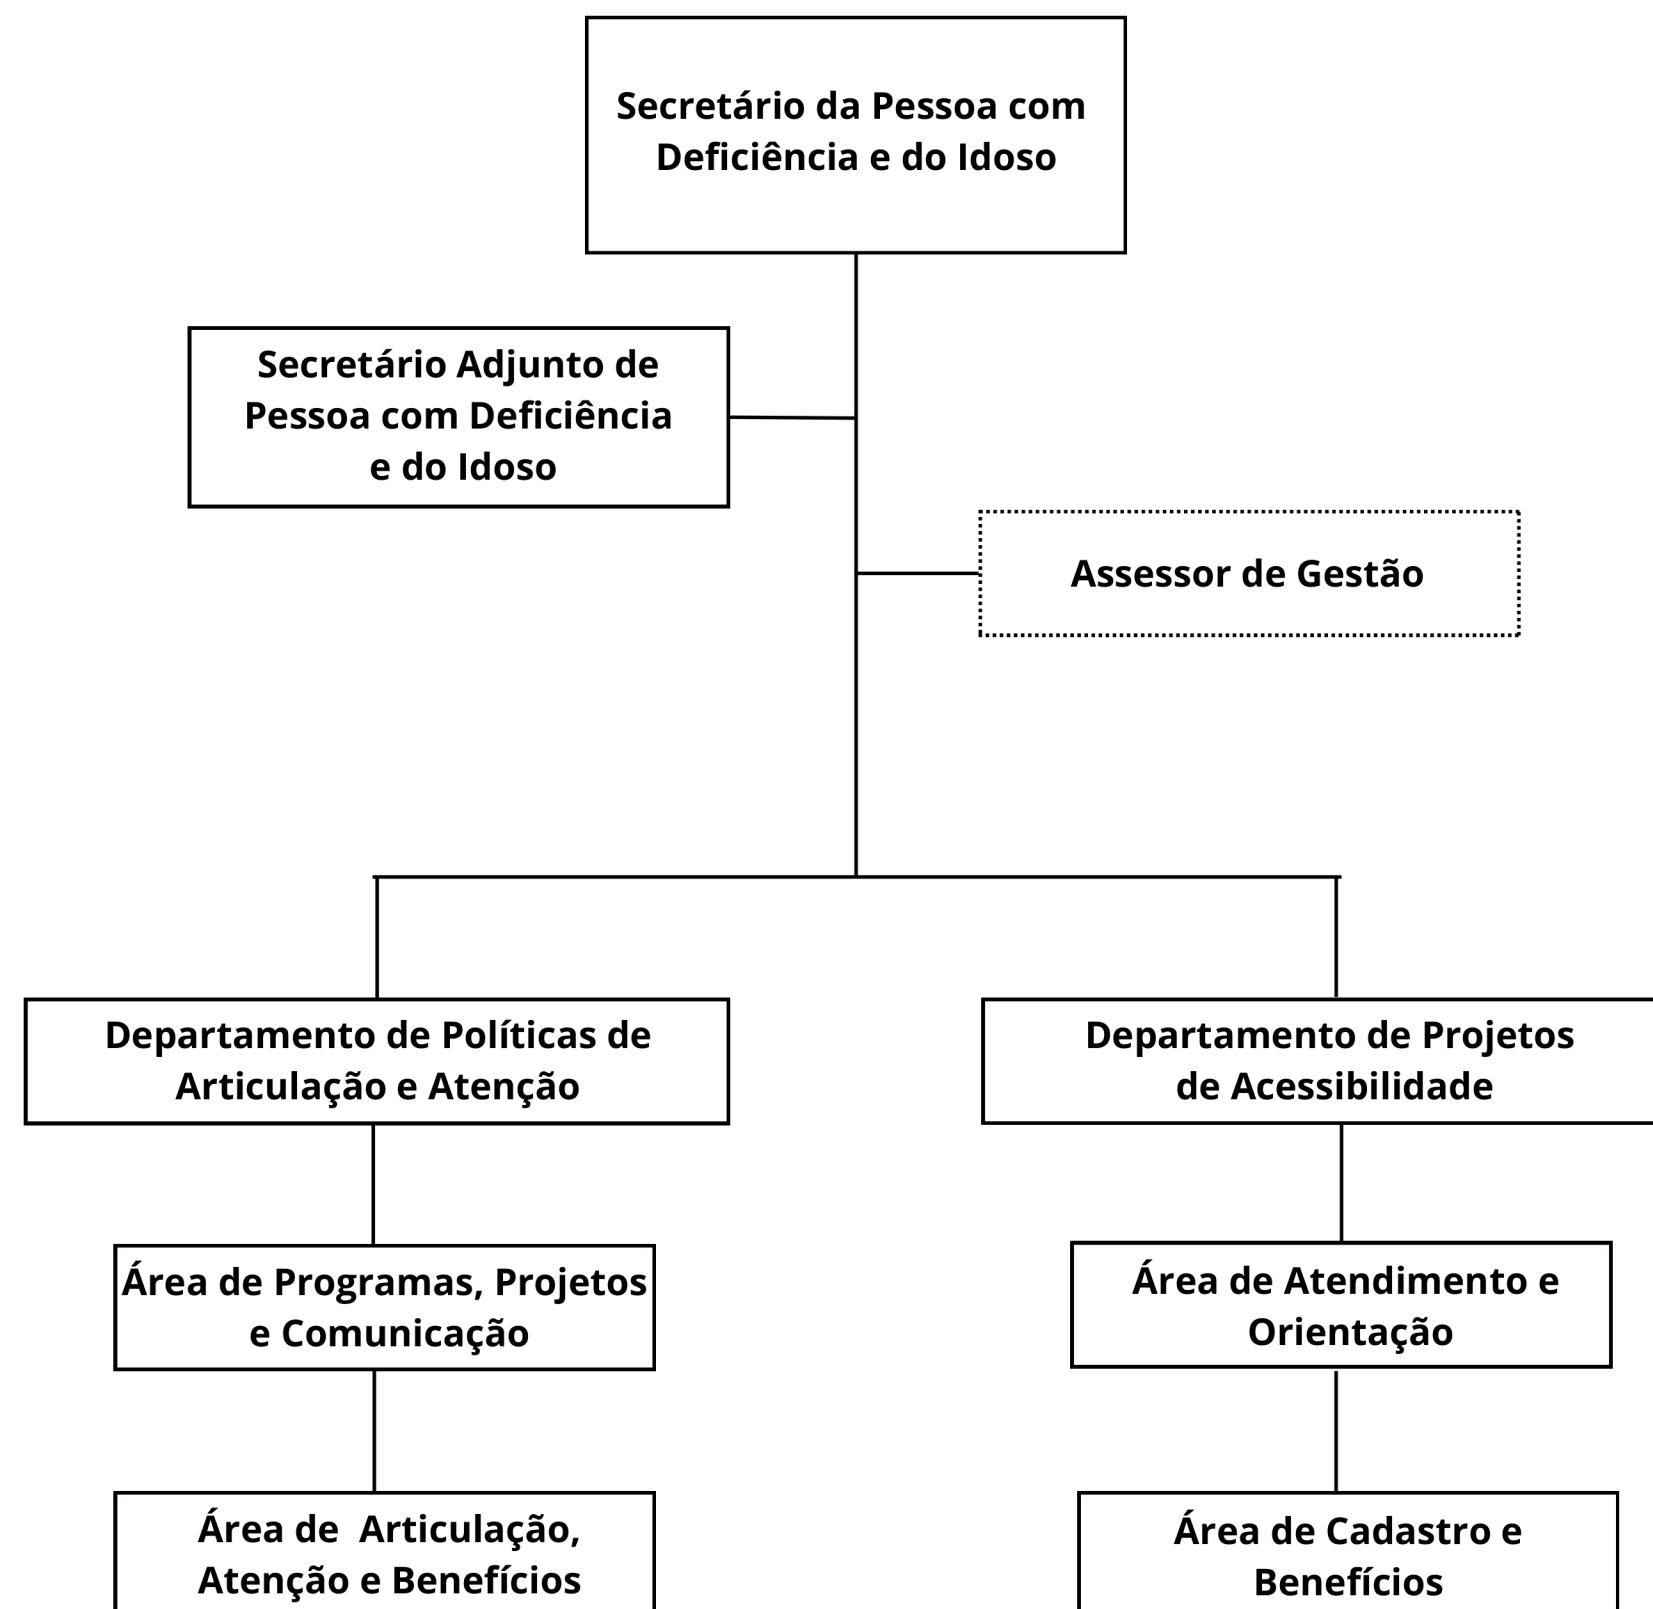 Secretário da Pessoa com
Deficiência e do Idoso
Secretário Adjunto de
Pessoa com Deficiência
e do Idoso
Assessor de Gestão
Departamento de Políticas de
Articulação e Atenção
Departamento de Projetos
de Acessibilidade
Área de Programas, Projetos
e Comunicação
Área de Atendimento e
Orientação
Área de  Articulação,
Atenção e Benefícios
Área de Cadastro e
Benefícios